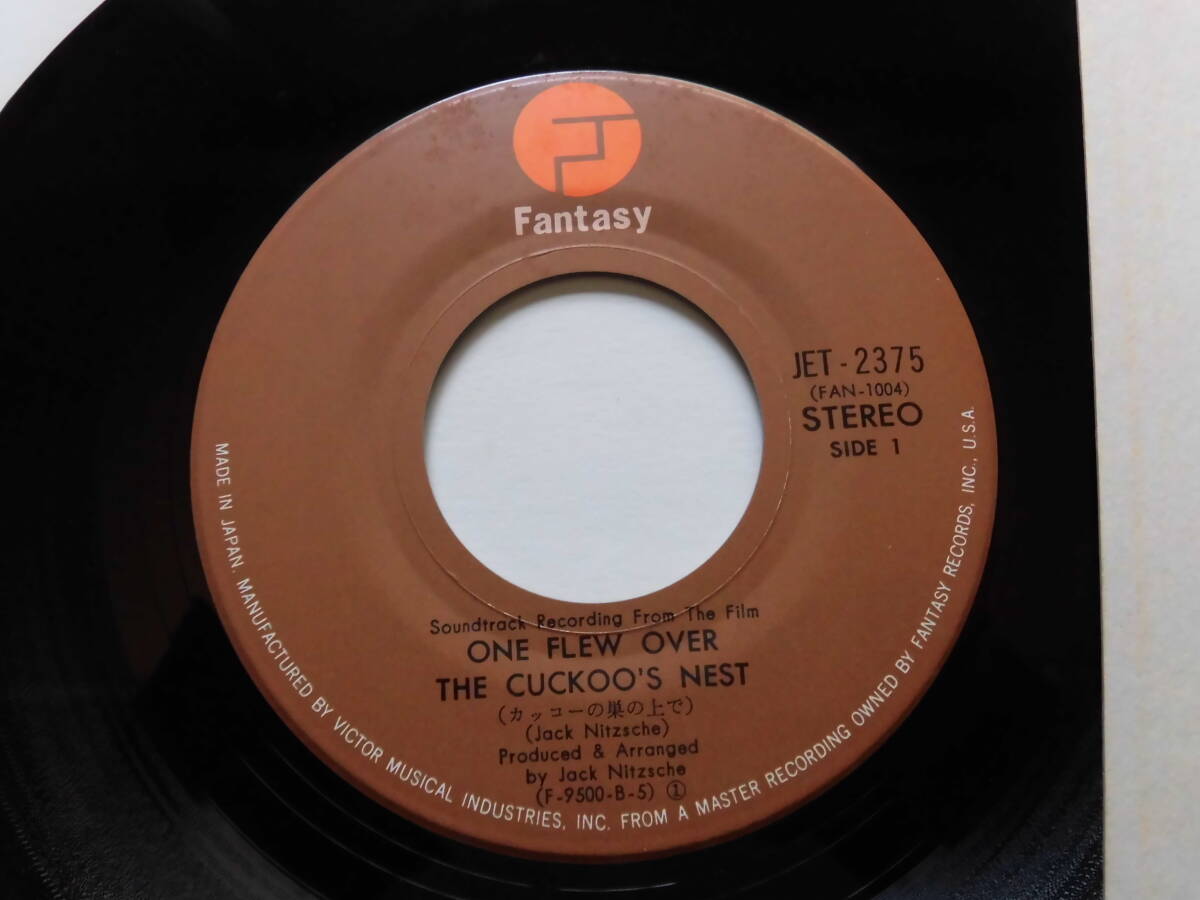 Fantasy
JET-2375
(FAN-1004)
STEREO
SIDE 1
Soundtrack Recording From The Film
ONE FLEW OVER
THE CUCKOO'S NEST
(カッコーの巣の上で)
(Jack Nitzsche)
Produced & Arranged
by Jack Nitzsche
(F-9500-B-5) ①
MADE IN JAPAN. MANUFACTURED BY VICTOR MUSICAL INDUSTRIES, INC. FROM A MASTER RECORDING OWNED BY FANTASY RECORDS, INC., U.S.A.